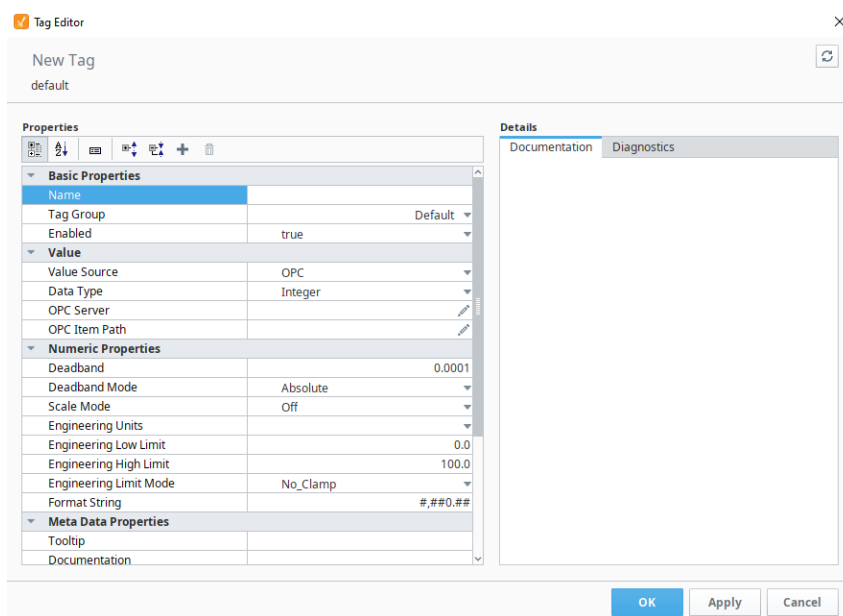 Tag Editor
New Tag
default
Properties
Details
Documentation Diagnostics
Basic Properties
Name
Tag Group Default
Enabled true
Value
Value Source OPC
Data Type Integer
OPC Server
OPC Item Path
Numeric Properties
Deadband 0.0001
Deadband Mode Absolute
Scale Mode Off
Engineering Units
Engineering Low Limit 0.0
Engineering High Limit 100.0
Engineering Limit Mode No_Clamp
Format String #,##0.##
Meta Data Properties
Tooltip
Documentation
OK Apply Cancel